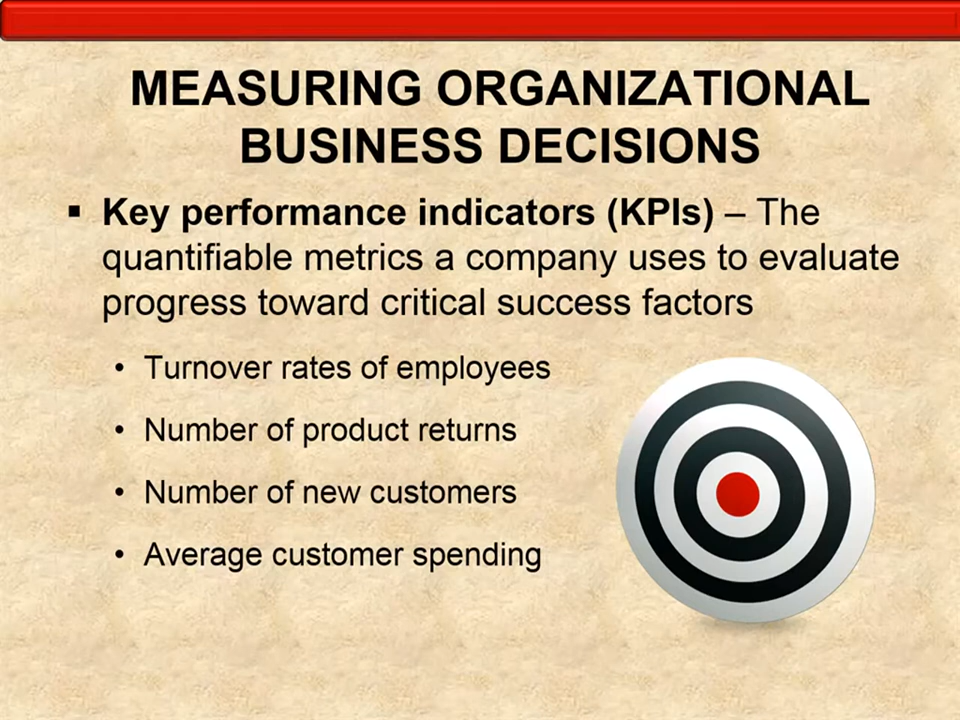 MEASURING ORGANIZATIONAL
BUSINESS DECISIONS
▪ Key performance indicators (KPIs) – The
quantifiable metrics a company uses to evaluate
progress toward critical success factors
• Turnover rates of employees
• Number of product returns
• Number of new customers
• Average customer spending